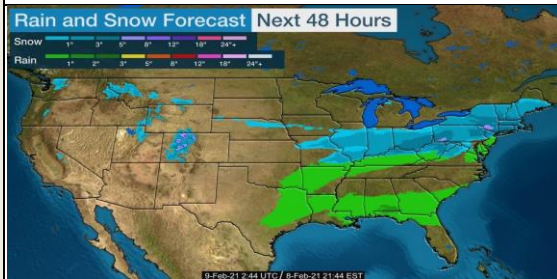 Rain and Snow Forecast Next 48 Hours
Snow
1" 3" 5" 8" 12" 18" 24"+
Rain
1" 2" 3" 5" 8" 12" 18" 24"+
9-Feb-21 2:44 UTC / 8-Feb-21 21:44 EST